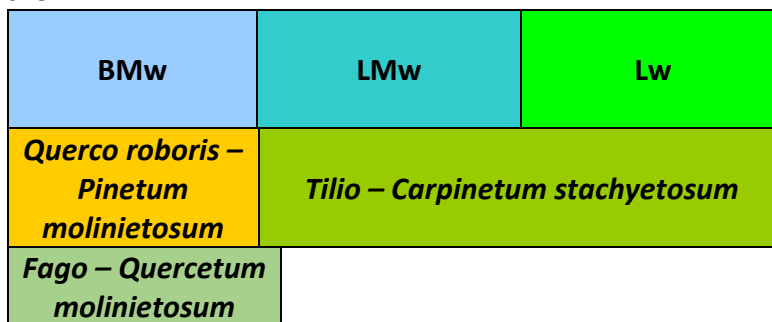 BMw LMw Lw
Querco roboris –
Pinetum
molinietosum
Tilio – Carpinetum stachyetosum
Fago – Quercetum
molinietosum